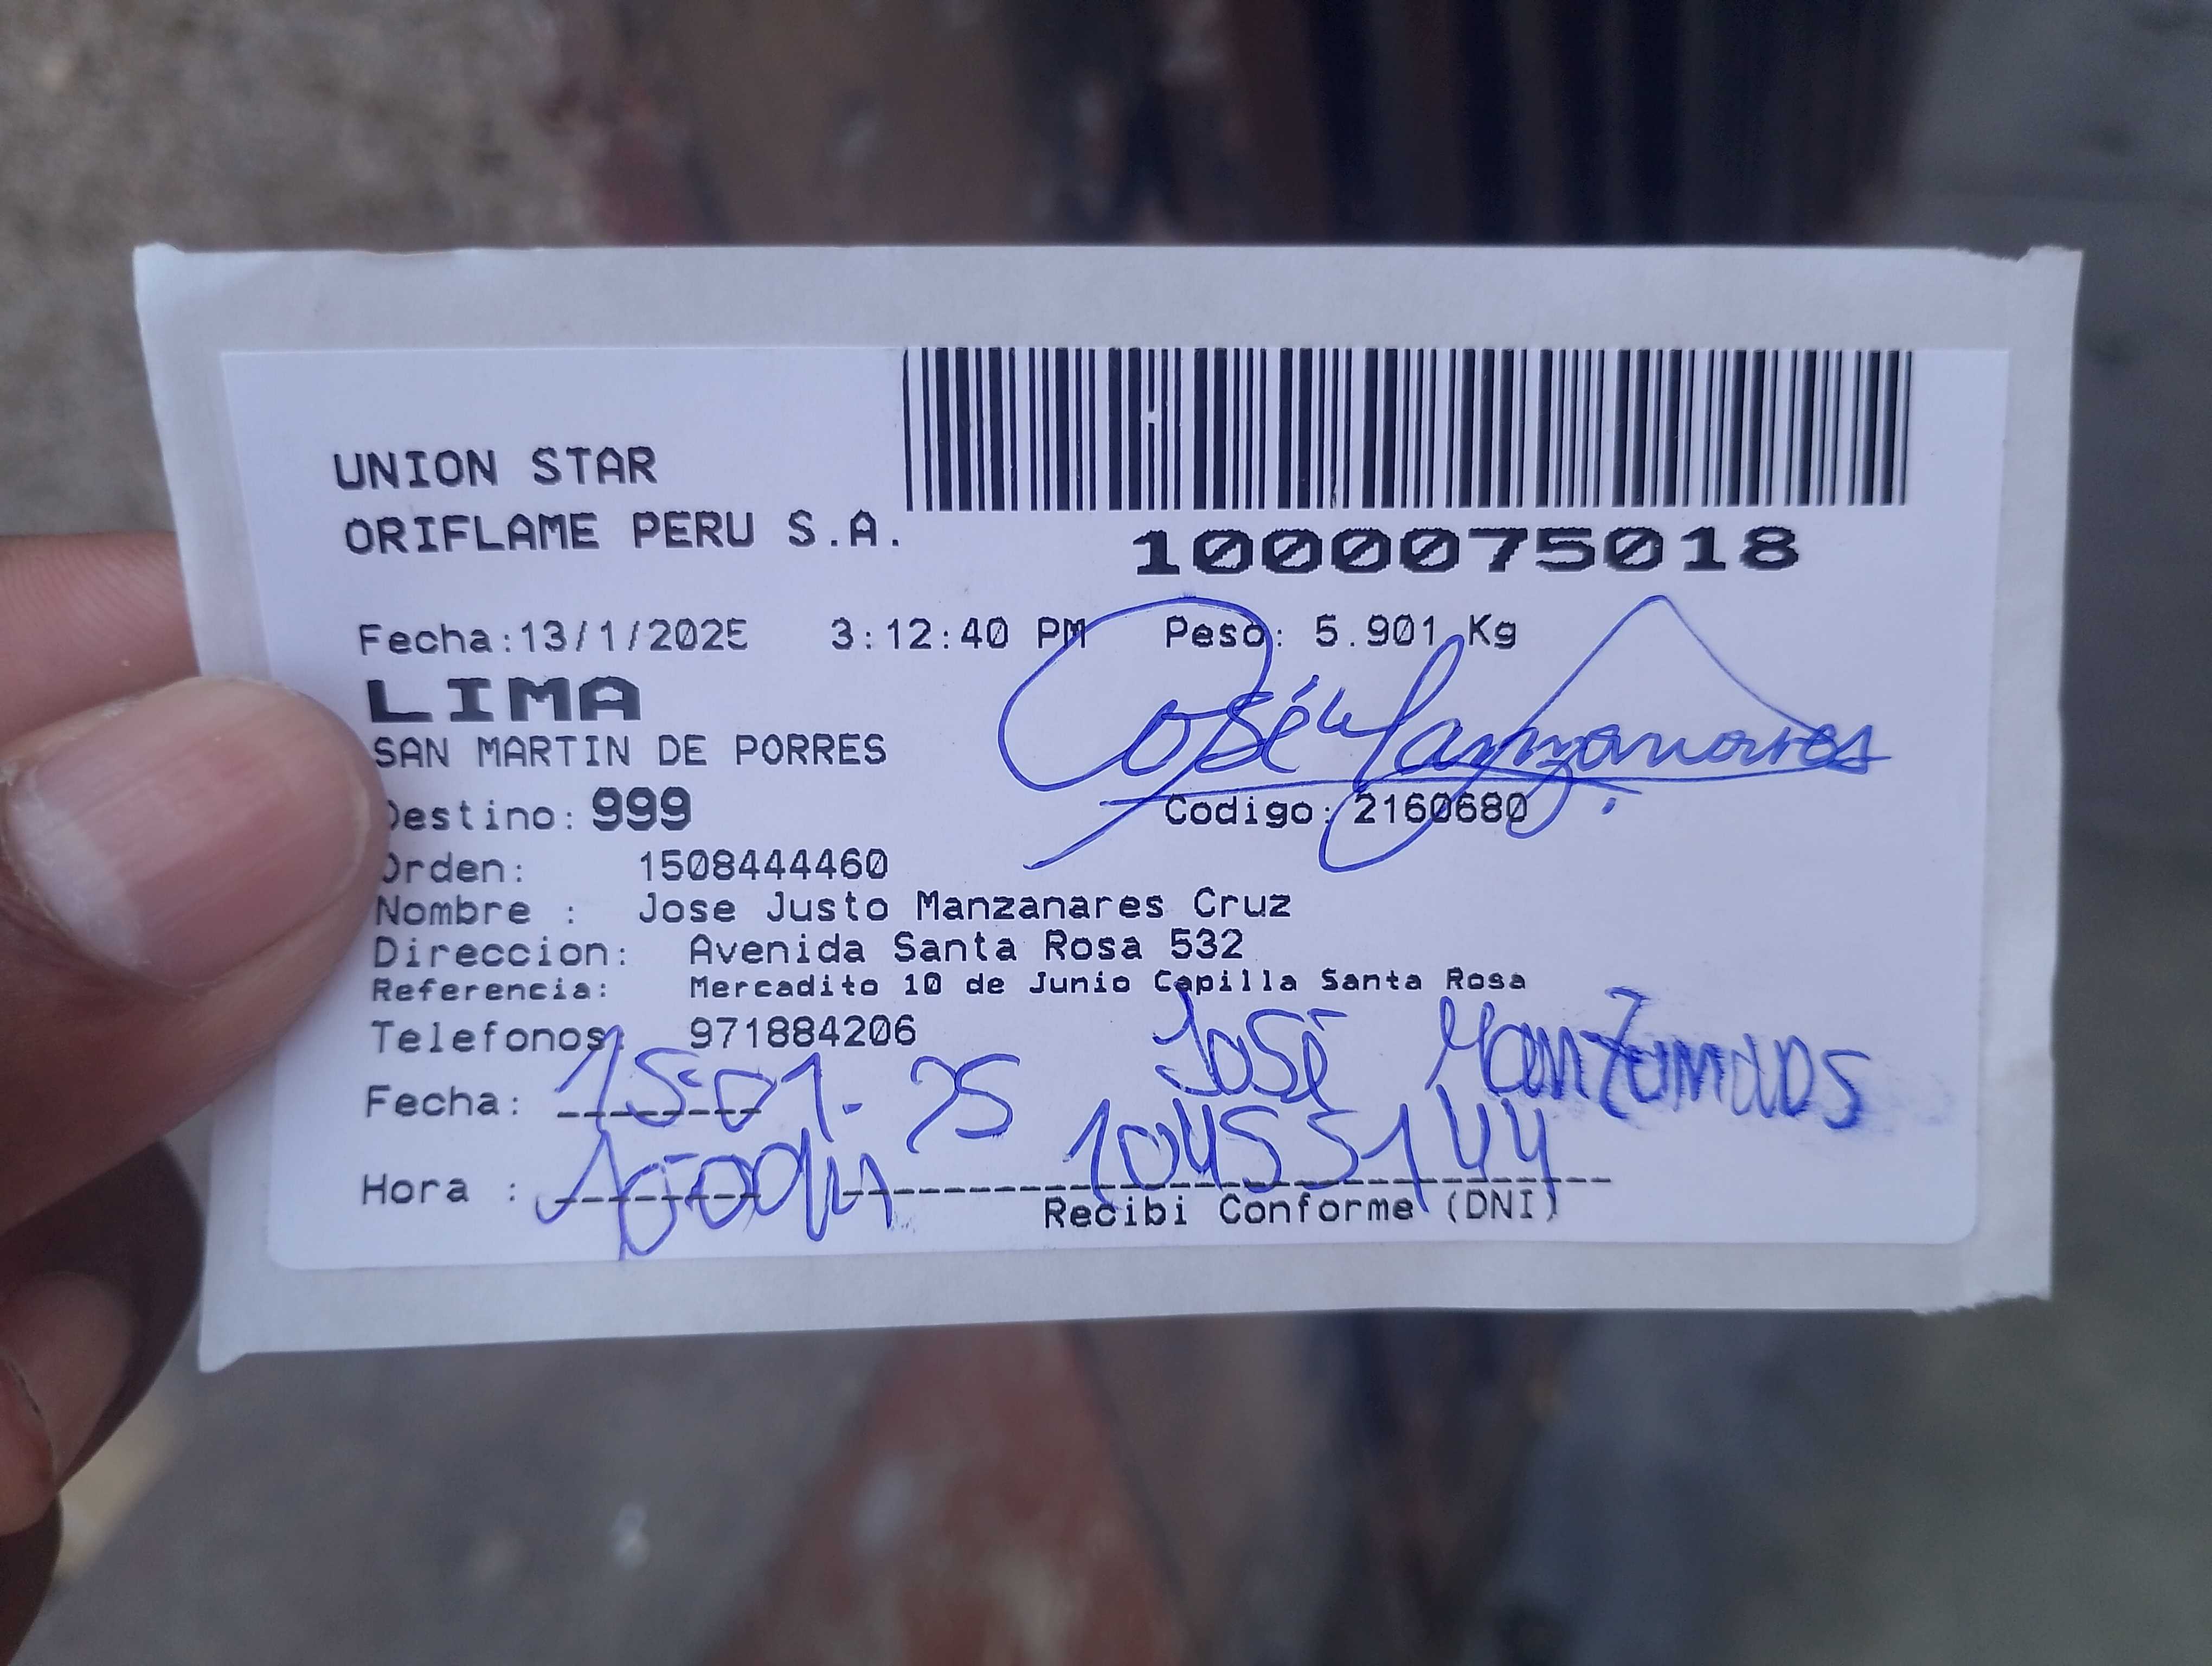 UNION STAR
ORIFLAME PERU S.A.
1000075018
Fecha:13/1/2025 3:12:40 PM Peso: 5.901 Kg
LIMA
José Manzanares
SAN MARTIN DE PORRES
Destino: 999 Codigo: 2160680
Orden: 1508444460
Nombre : Jose Justo Manzanares Cruz
Direccion: Avenida Santa Rosa 532
Referencia: Mercadito 10 de Junio Capilla Santa Rosa
Telefonos: 971884206
José Manzanares
Fecha: 15-01-25
10455144
Hora :
Recibi Conforme (DNI)